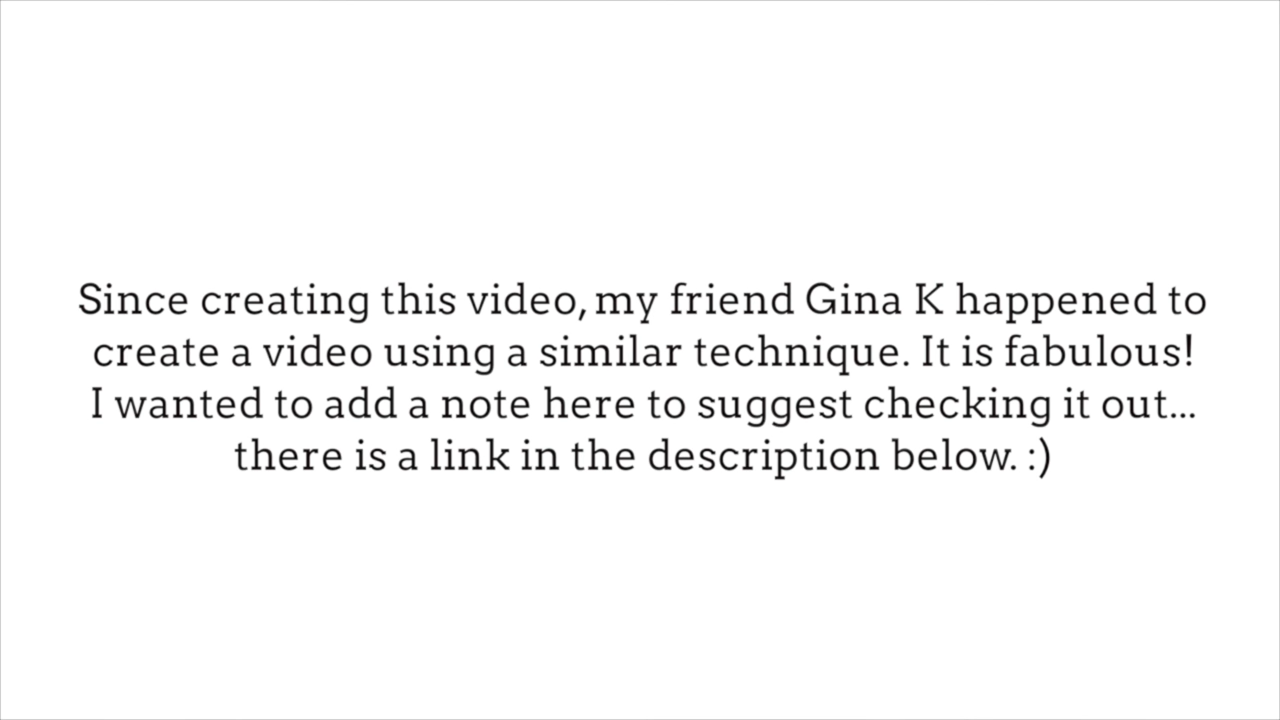 Since creating this video, my friend Gina K happened to
create a video using a similar technique. It is fabulous!
I wanted to add a note here to suggest checking it out...
there is a link in the description below. :)